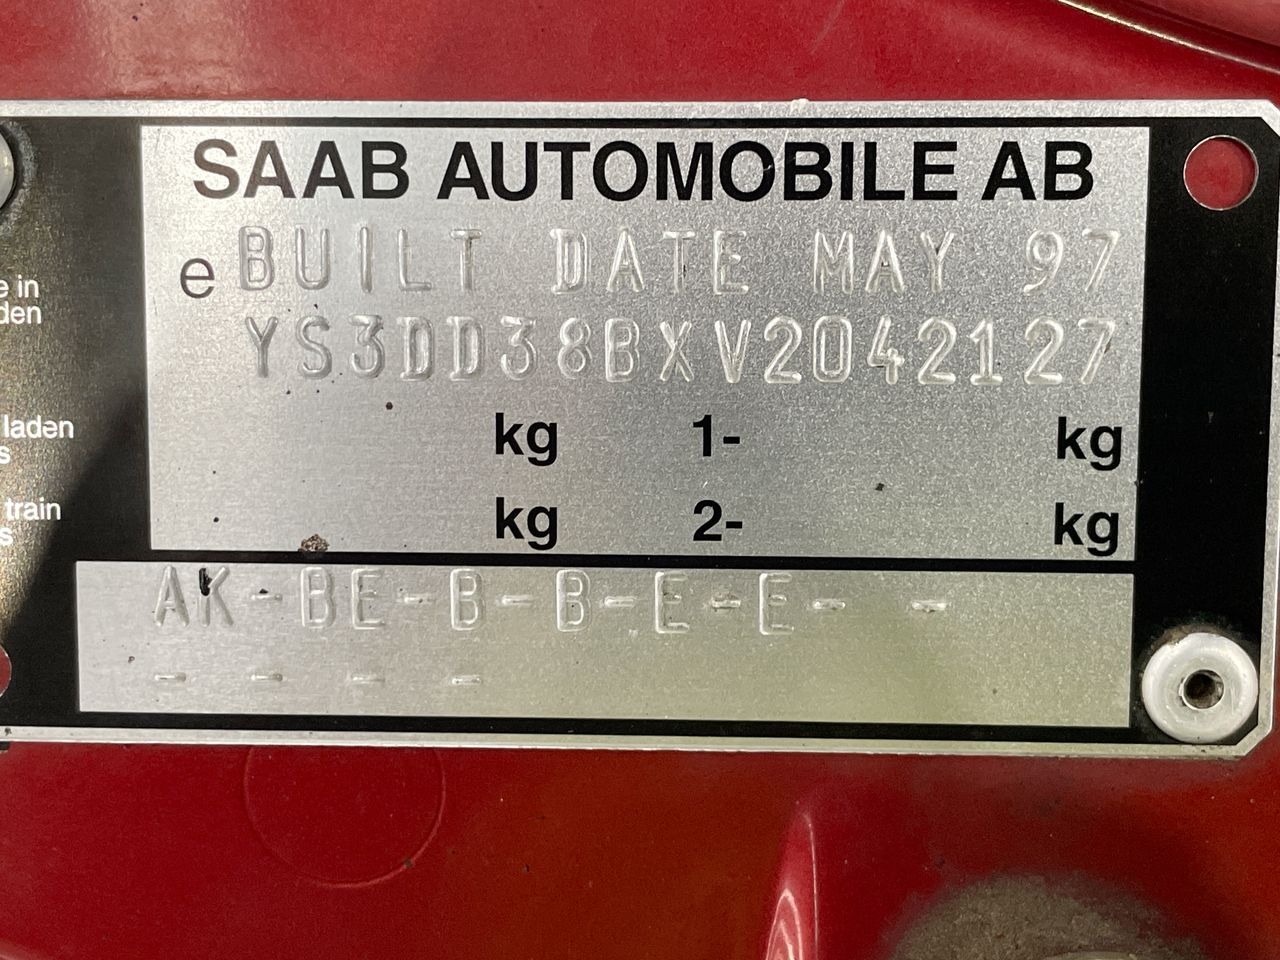 SAAB AUTOMOBILE AB
e BUILT DATE MAY 97
YS3DD38BXV2042127
kg 1- kg
kg 2- kg
AK-BE-B-B-E-E- -
- - - -
e in
den
laden
s
train
s